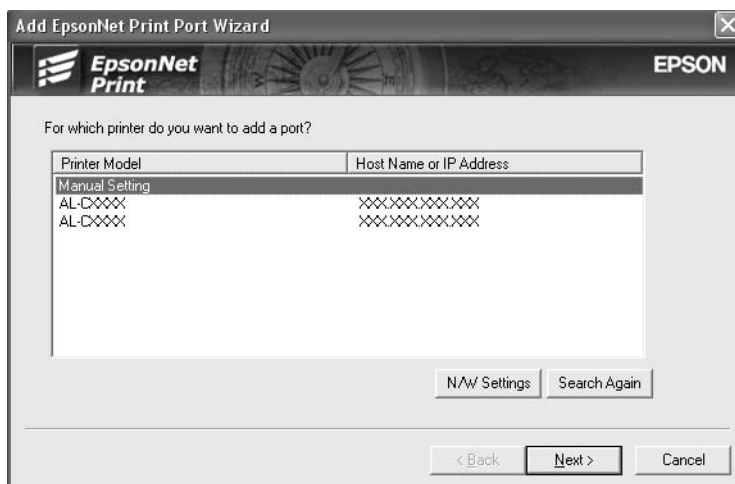 Add EpsonNet Print Port Wizard
EpsonNet
Print
EPSON
For which printer do you want to add a port?
Printer Model Host Name or IP Address
Manual Setting
AL-CXXXX XXX.XXX.XXX.XXX
AL-CXXXX XXX.XXX.XXX.XXX
N/W Settings Search Again
< Back Next > Cancel